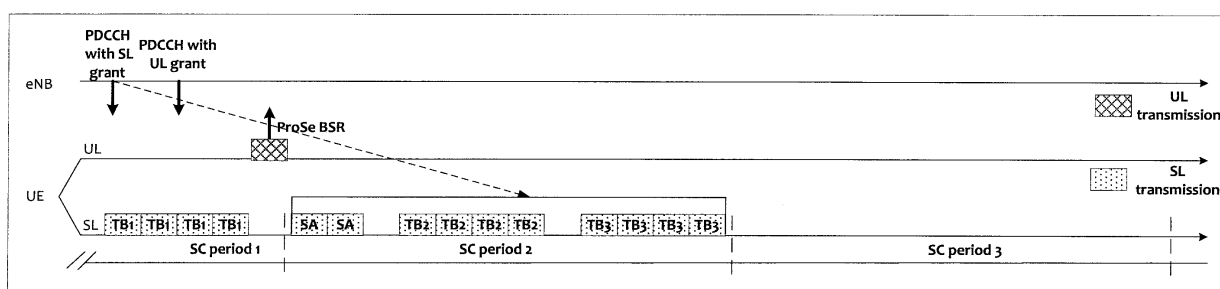 PDCCH
with SL
grant
PDCCH with
UL grant
eNB
UL
transmission
ProSe BSR
UL
SL
transmission
UE
SL
TB1 TB1 TB1 TB1
SA SA
TB2 TB2 TB2 TB2
TB3 TB3 TB3 TB3
SC period 1
SC period 2
SC period 3